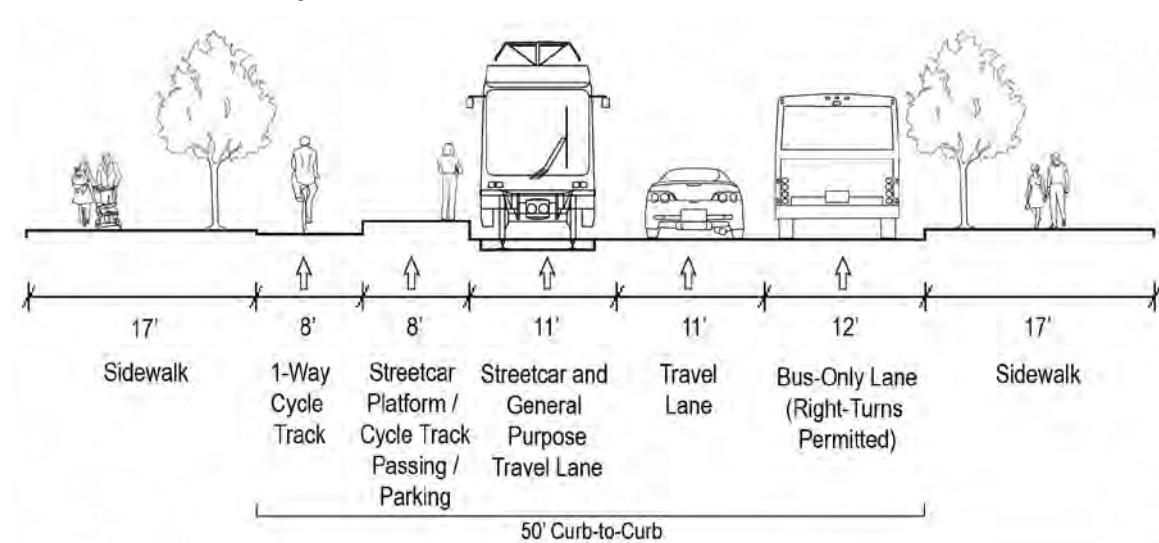 17'
8'
8'
11'
11'
12'
17'
Sidewalk
1-Way
Cycle
Track
Streetcar
Platform /
Cycle Track
Passing /
Parking
Streetcar and
General
Purpose
Travel Lane
Travel
Lane
Bus-Only Lane
(Right-Turns
Permitted)
Sidewalk
50' Curb-to-Curb